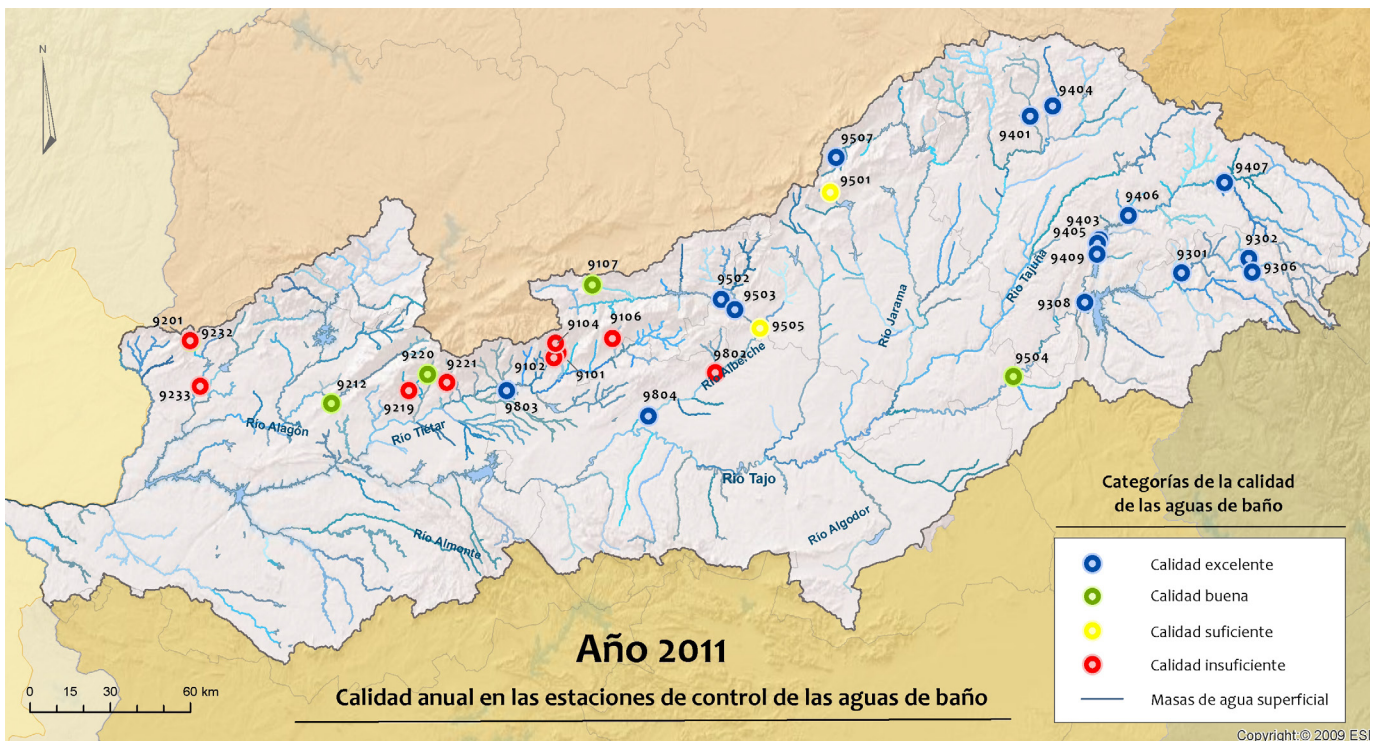 N
9404
9401
9507
9501
9407
9406
9403
9405
9409
9302
9301
9306
9308
9107
9502
9503
9505
9201
9232
9104
9106
9233
9220
9221
9102
9101
9802
9212
9219
9803
9804
9504
Río Tajuña
Río Jarama
Río Alberche
Río Alagón
Río Tiétar
Río Tajo
Río Algodor
Río Almonte
Categorías de la calidad
de las aguas de baño
Calidad excelente
Calidad buena
Calidad suficiente
Calidad insuficiente
Masas de agua superficial
Año 2011
Calidad anual en las estaciones de control de las aguas de baño
0 15 30 60 km
Copyright:© 2009 ESI